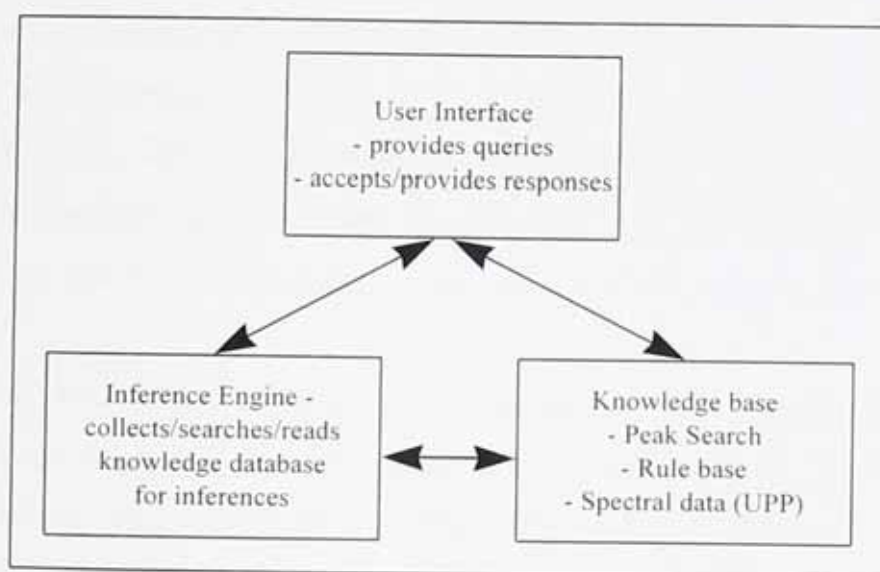 User Interface
- provides queries
- accepts/provides responses
Inference Engine -
collects/searches/reads
knowledge database
for inferences
Knowledge base
- Peak Search
- Rule base
- Spectral data (UPP)